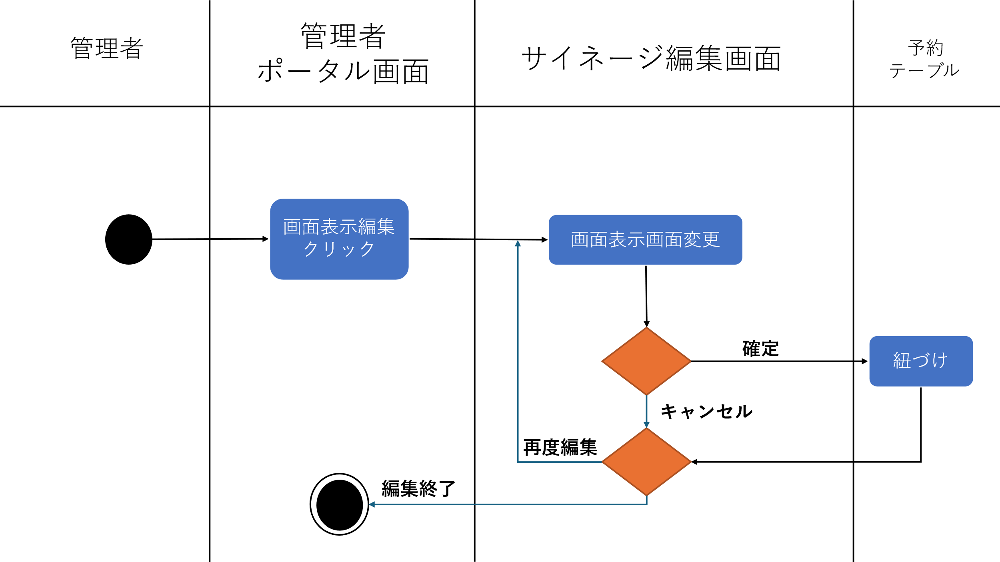 管理者
管理者
ポータル画面
サイネージ編集画面
予約
テーブル
画面表示編集
クリック
画面表示画面変更
確定
紐づけ
キャンセル
再度編集
編集終了